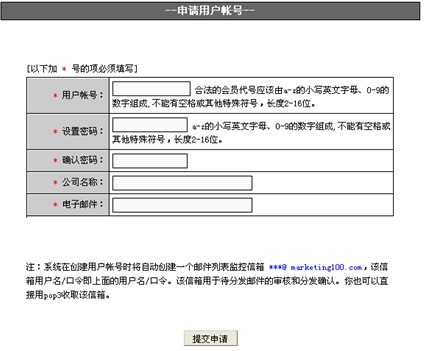 --申请用户帐号--
[以下加 * 号的项必须填写]
* 用户帐号： 合法的会员代号应该由a-z的小写英文字母、0-9的
数字组成,不能有空格或其他特殊符号，长度2-16位。
* 设置密码： a-z的小写英文字母、0-9的数字组成,不能有空格或
其他特殊符号，长度2-16位。
* 确认密码：
* 公司名称：
* 电子邮件：
注：系统在创建用户帐号时将自动创建一个邮件列表监控信箱 ***@ marketing100.com，该信
箱用户名/口令即上面的用户名/口令。该信箱用于待分发邮件的审核和分发确认。你也可以直
接用pop3收取该信箱。
提交申请